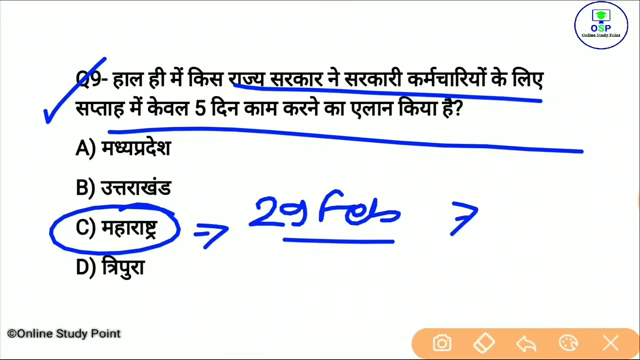 OSP
Online Study Point
Q9- हाल ही में किस राज्य सरकार ने सरकारी कर्मचारियों के लिए
सप्ताह में केवल 5 दिन काम करने का एलान किया है?
A) मध्यप्रदेश
B) उत्तराखंड
C) महाराष्ट्र ⇒ 29 Feb ⇒
D) त्रिपुरा
©Online Study Point